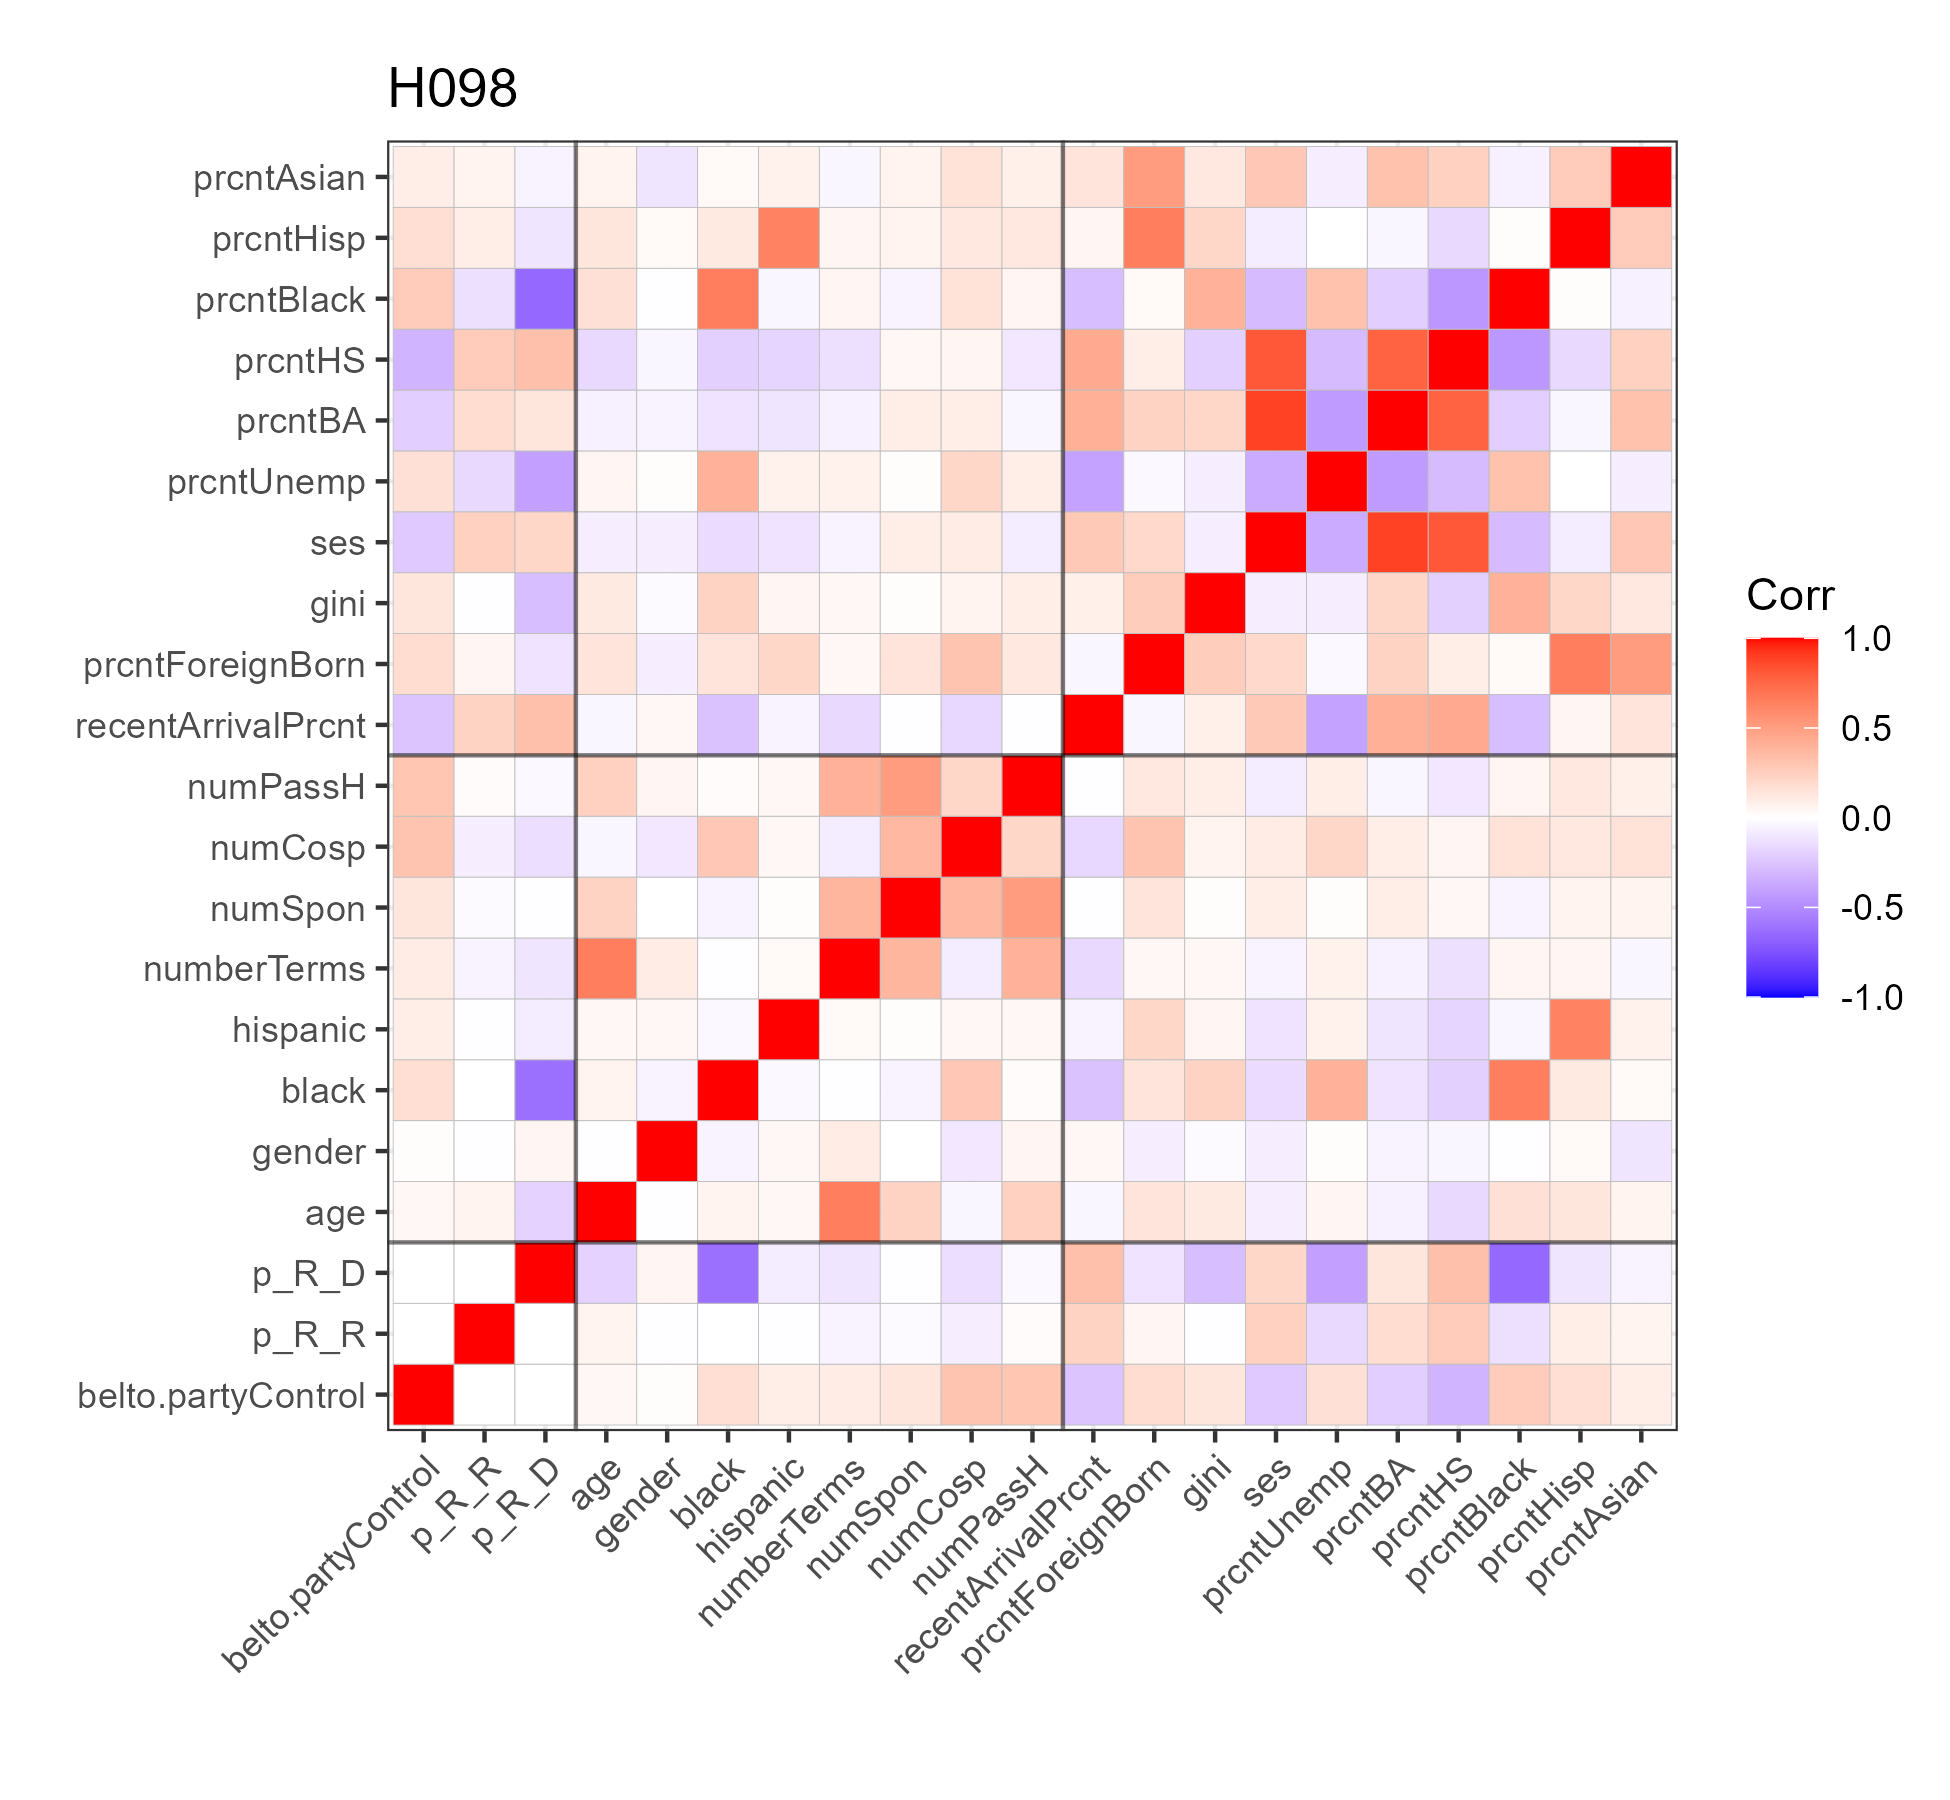 H098
prcntAsian
prcntHisp
prcntBlack
prcntHS
prcntBA
prcntUnemp
ses
gini
prcntForeignBorn
recentArrivalPrcnt
numPassH
numCosp
numSpon
numberTerms
hispanic
black
gender
age
p_R_D
p_R_R
belto.partyControl
belto.partyControl
p_R_R
p_R_D
age
gender
black
hispanic
numberTerms
numSpon
numCosp
numPassH
recentArrivalPrcnt
prcntForeignBorn
gini
ses
prcntUnemp
prcntBA
prcntHS
prcntBlack
prcntHisp
prcntAsian
Corr
1.0
0.5
0.0
-0.5
-1.0